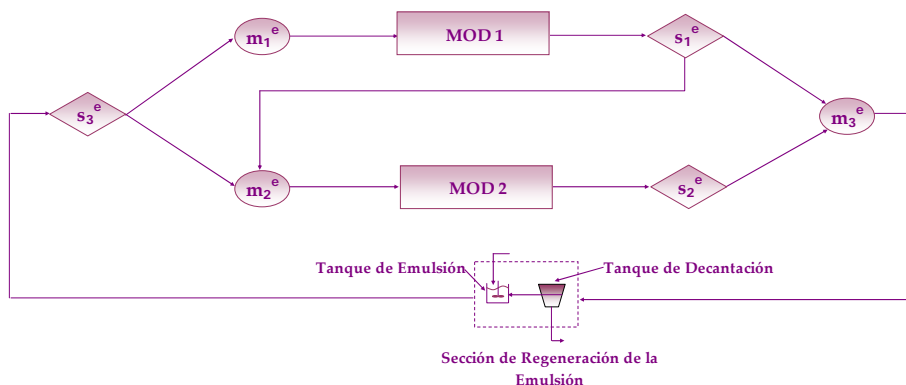 m₁ᵉ
MOD 1
s₁ᵉ
s₃ᵉ
m₃ᵉ
m₂ᵉ
MOD 2
s₂ᵉ
Tanque de Emulsión
Tanque de Decantación
Sección de Regeneración de la
Emulsión